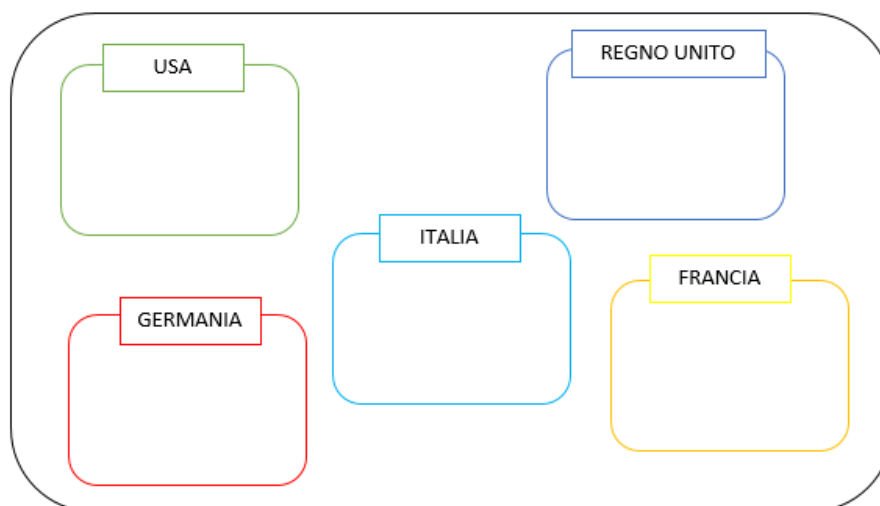 USA
REGNO UNITO
ITALIA
FRANCIA
GERMANIA